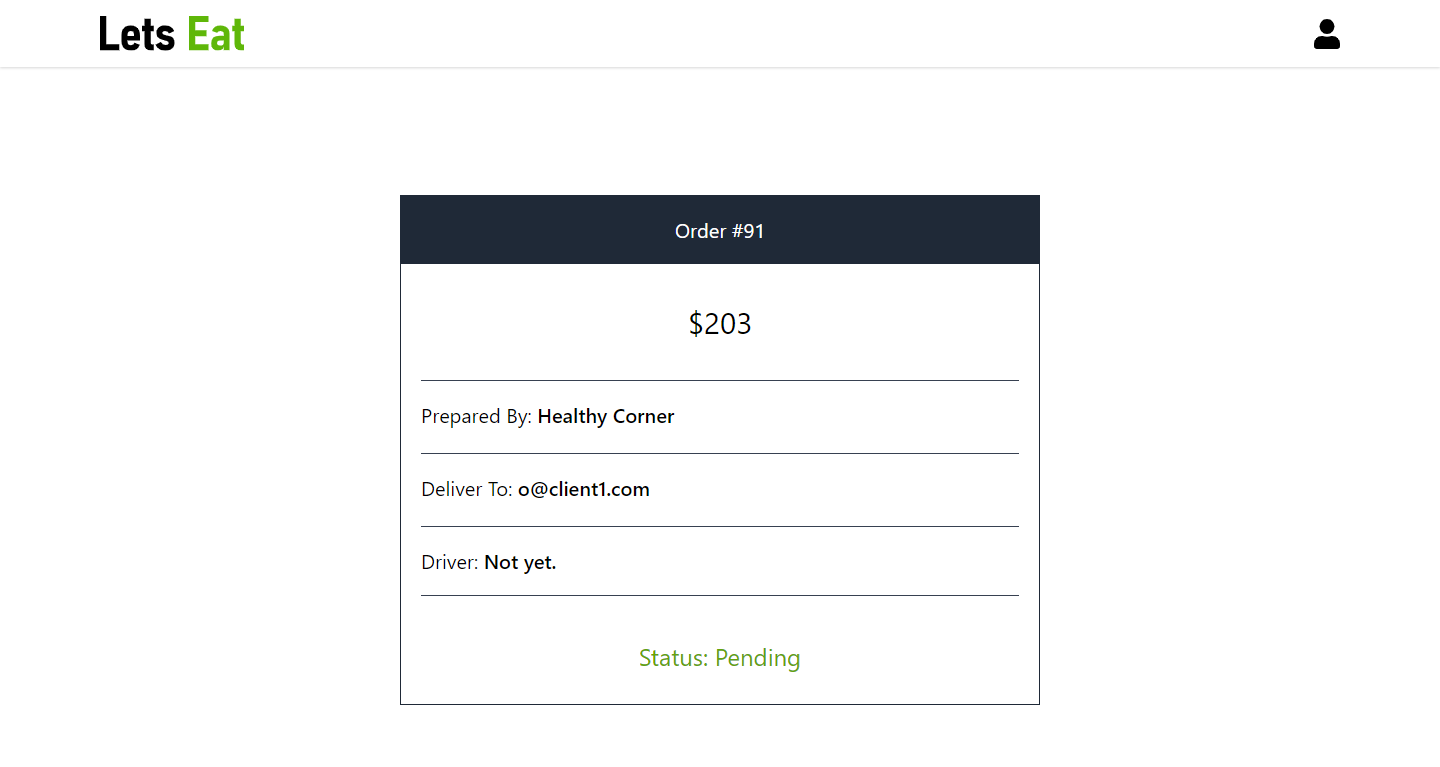 Lets Eat
Order #91
$203
Prepared By: Healthy Corner
Deliver To: o@client1.com
Driver: Not yet.
Status: Pending